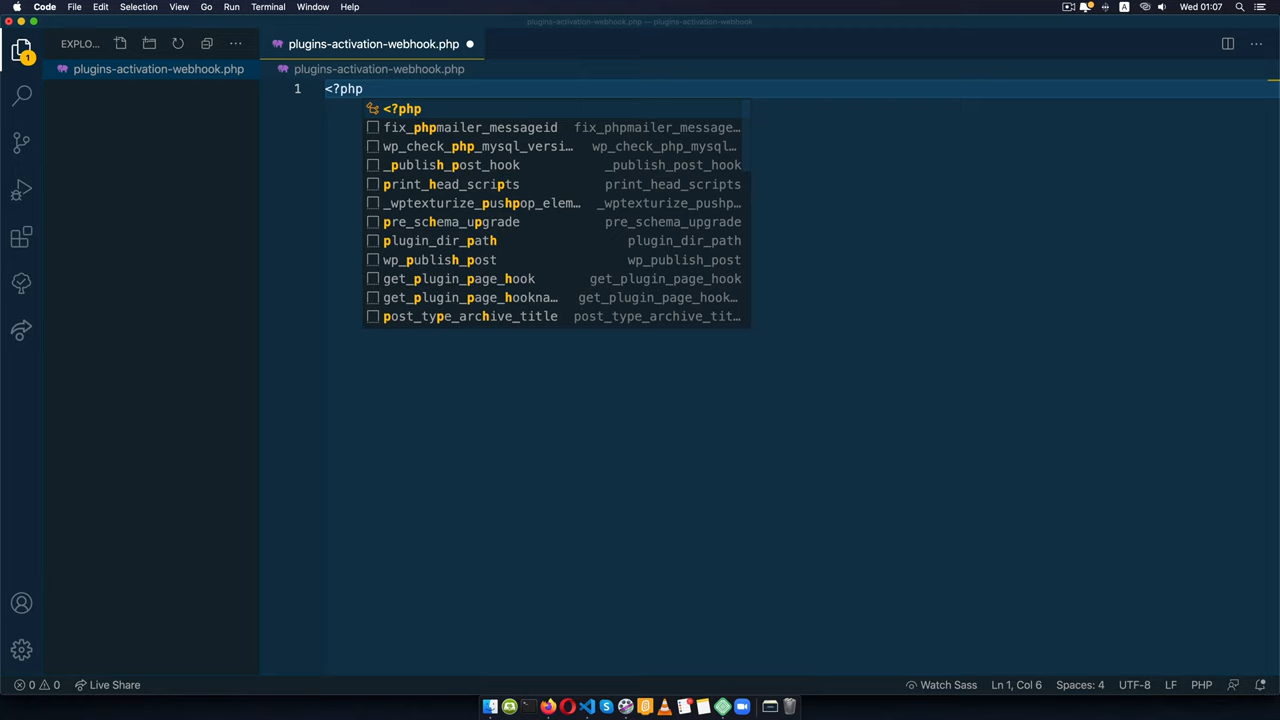 Code File Edit Selection View Go Run Terminal Window Help A Wed 01:07
plugins-activation-webhook.php — plugins-activation-webhook
EXPLO... ... plugins-activation-webhook.php ...
1
plugins-activation-webhook.php plugins-activation-webhook.php
1 <?php
<?php
fix_phpmailer_messageid fix_phpmailer_message…
wp_check_php_mysql_versi… wp_check_php_mysql_…
_publish_post_hook _publish_post_hook
print_head_scripts print_head_scripts
_wptexturize_pushpop_elem… _wptexturize_pushp…
pre_schema_upgrade pre_schema_upgrade
plugin_dir_path plugin_dir_path
wp_publish_post wp_publish_post
get_plugin_page_hook get_plugin_page_hook
get_plugin_page_hookna… get_plugin_page_hook…
post_type_archive_title post_type_archive_tit…
0 0 Live Share Watch Sass Ln 1, Col 6 Spaces: 4 UTF-8 LF PHP